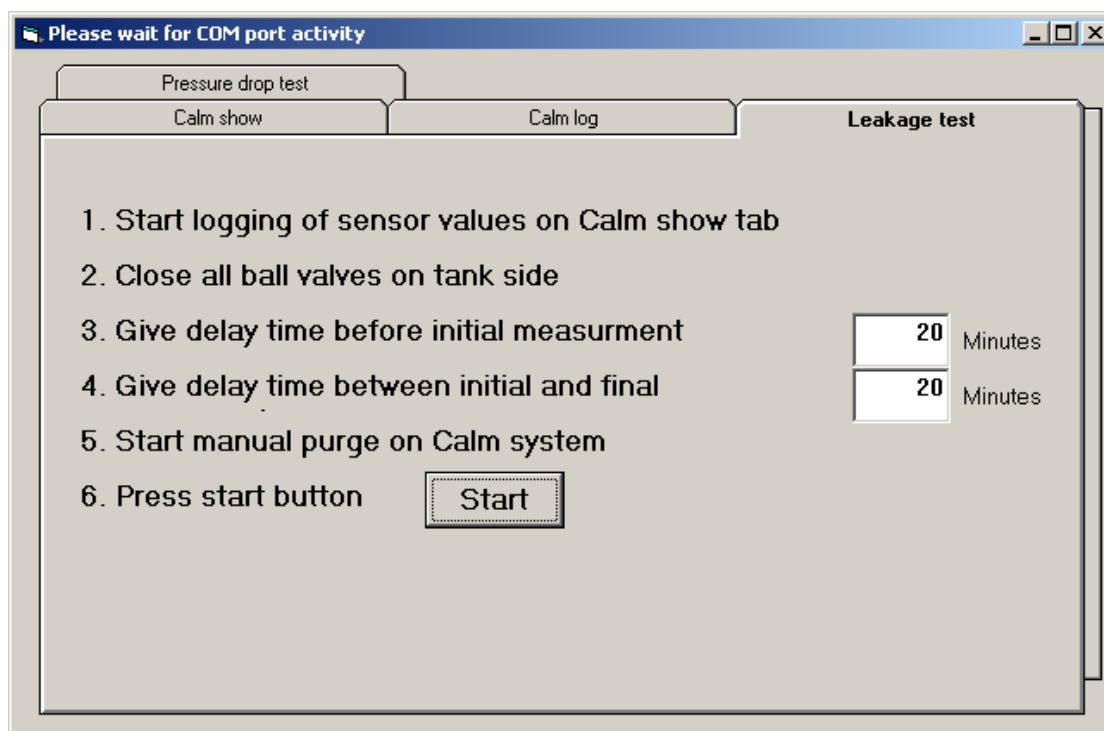 Please wait for COM port activity
Pressure drop test
Calm show
Calm log
Leakage test
1. Start logging of sensor values on Calm show tab
2. Close all ball valves on tank side
3. Give delay time before initial measurment
20 Minutes
4. Give delay time between initial and final
20 Minutes
5. Start manual purge on Calm system
6. Press start button
Start